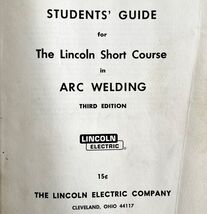 STUDENTS' GUIDE
for
The Lincoln Short Course
in
ARC WELDING
THIRD EDITION
LINCOLN
ELECTRIC
15¢
THE LINCOLN ELECTRIC COMPANY
CLEVELAND, OHIO 44117